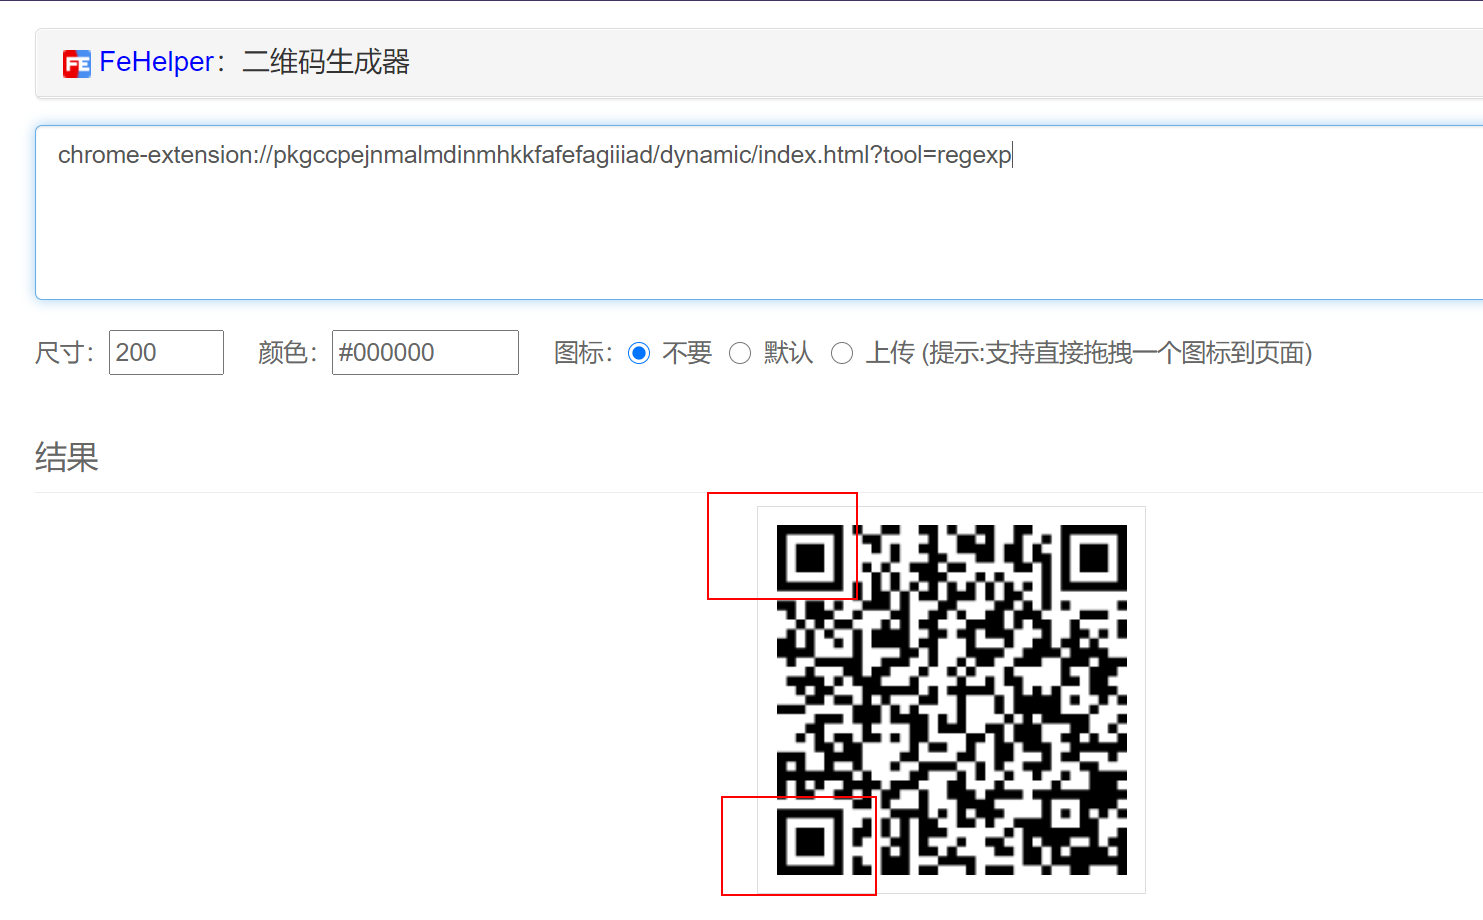 FE FeHelper：二维码生成器
chrome-extension://pkgccpejnmalmdinmhkkfafefagiiiad/dynamic/index.html?tool=regexp
尺寸：200 颜色：#000000 图标：不要 默认 上传 (提示:支持直接拖拽一个图标到页面)
结果